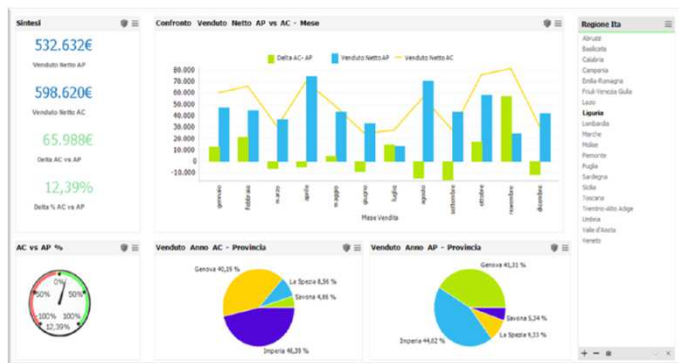 Sintesi
532.632€
Venduto Netto AP
598.620€
Venduto Netto AC
65.988€
Delta AC vs AP
12,39%
Delta % AC vs AP
Confronto Venduto Netto AP vs AC - Mese
Delta AC- AP
Venduto Netto AP
Venduto Netto AC
80.000
70.000
60.000
50.000
40.000
30.000
20.000
10.000
0
-10.000
gennaio
febbraio
marzo
aprile
maggio
giugno
luglio
agosto
settembre
ottobre
novembre
dicembre
Mese Vendita
Regione Ita
Abruzzi
Basilicata
Calabria
Campania
Emilia-Romagna
Friuli-Venezia Giulia
Lazio
Liguria
Lombardia
Marche
Molise
Piemonte
Puglia
Sardegna
Sicilia
Toscana
Trentino-Alto Adige
Umbria
Valle d'Aosta
Veneto
AC vs AP %
0%
50%
50%
100%
100%
12,39%
Venduto Anno AC - Provincia
Genova 40,29 %
La Spezia 8,56 %
Savona 4,86 %
Imperia 46,30 %
Venduto Anno AP - Provincia
Genova 41,31 %
Savona 5,34 %
La Spezia 9,33 %
Imperia 44,02 %